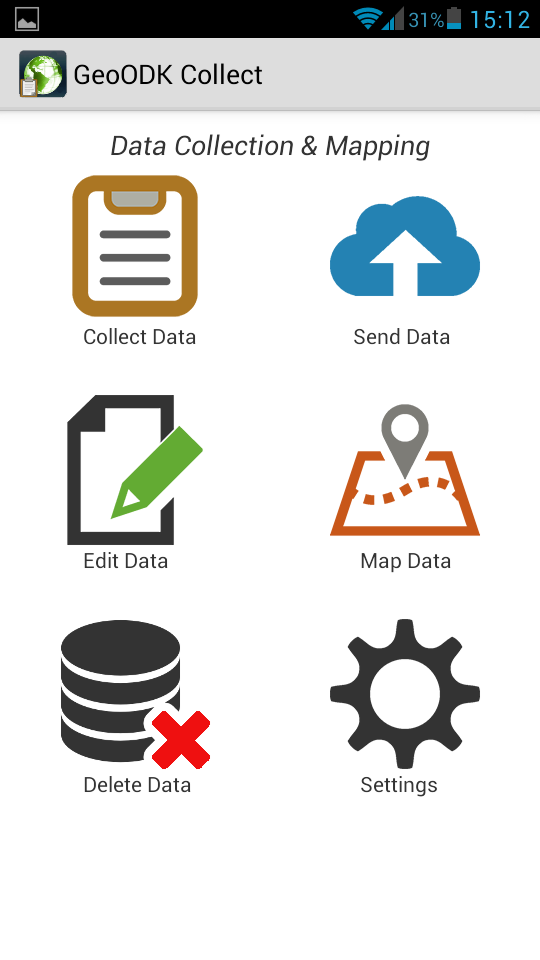 31% 15:12
GeoODK Collect
Data Collection & Mapping
Collect Data
Send Data
Edit Data
Map Data
Delete Data
Settings